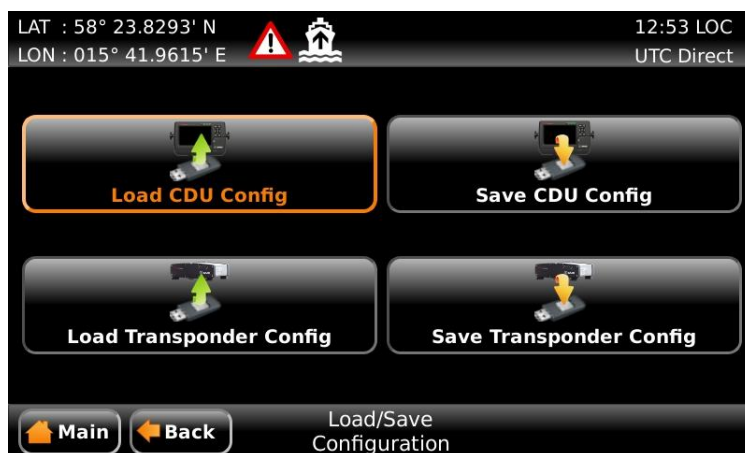 LAT : 58° 23.8293' N
LON : 015° 41.9615' E
12:53 LOC
UTC Direct
Load CDU Config
Save CDU Config
Load Transponder Config
Save Transponder Config
Main
Back
Load/Save
Configuration